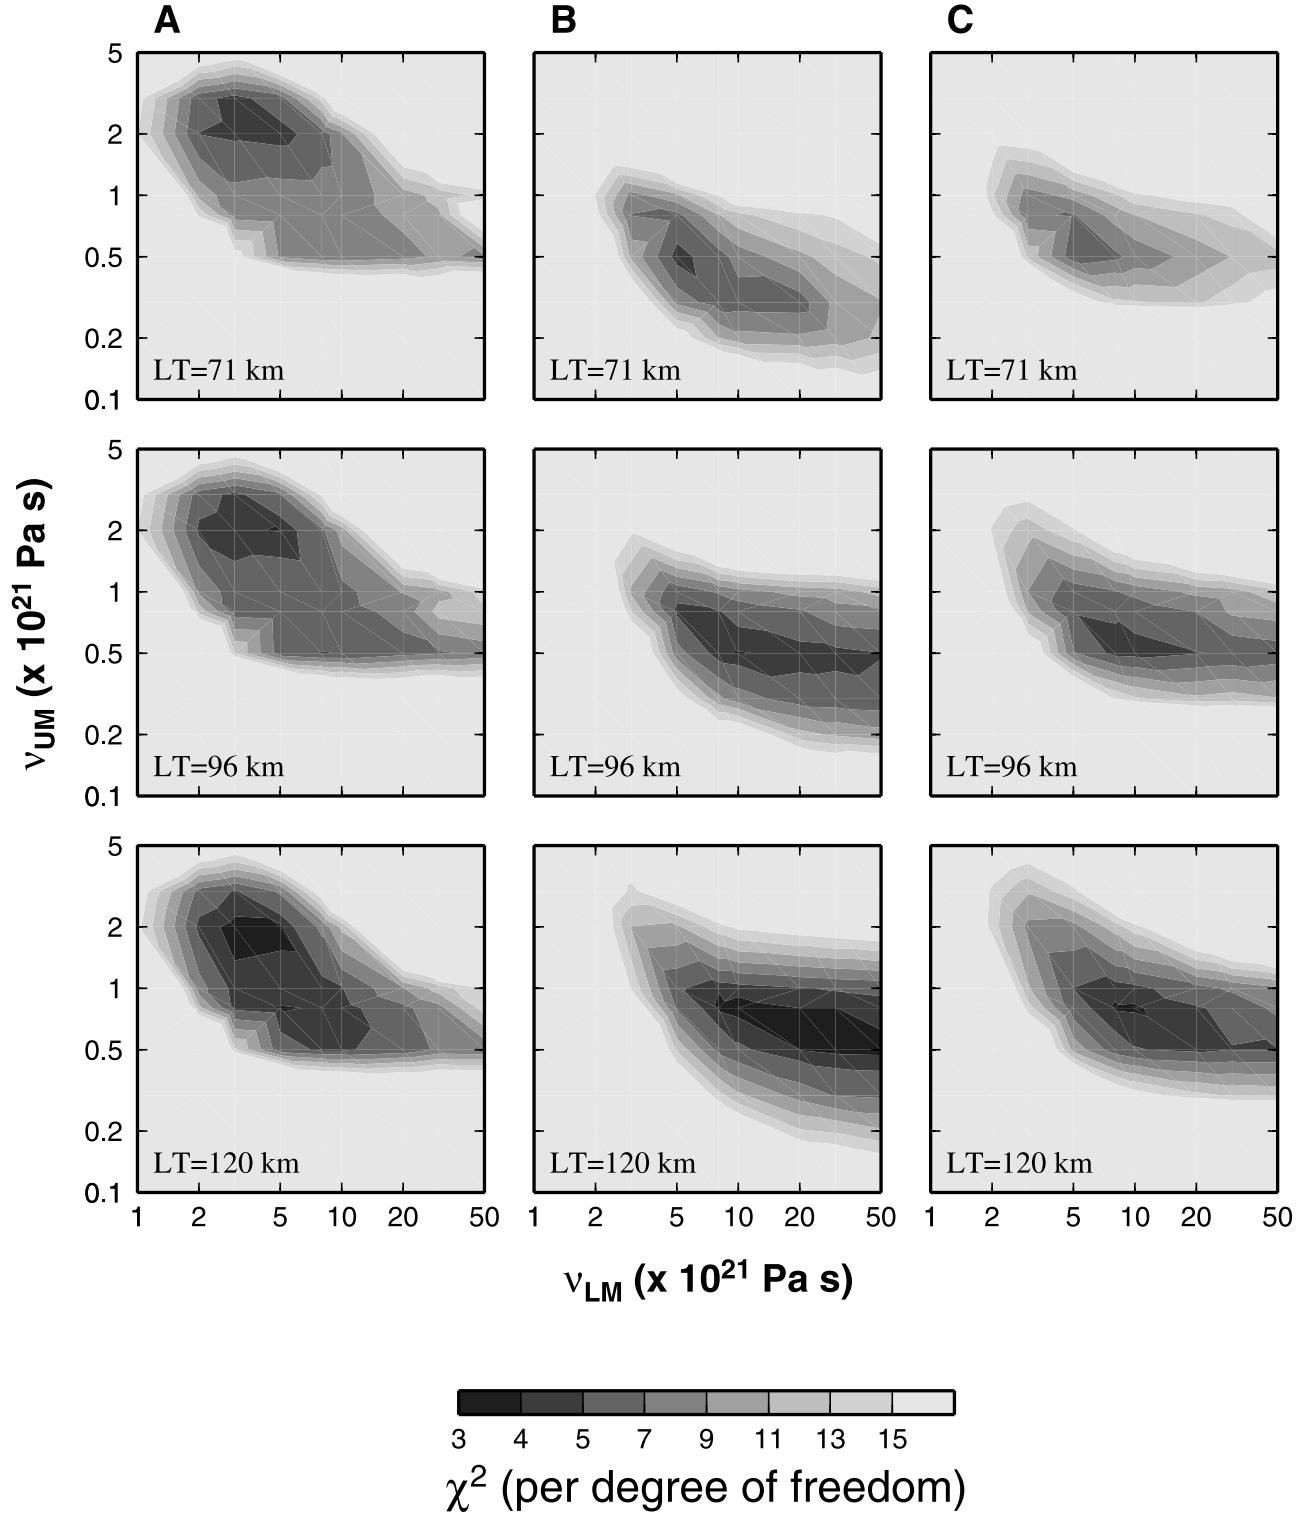 A B C
5
2
1
0.5
0.2
0.1
LT=71 km LT=71 km LT=71 km
5
2
1
0.5
0.2
0.1
LT=96 km LT=96 km LT=96 km
νUM (x 10²¹ Pa s)
5
2
1
0.5
0.2
0.1
LT=120 km LT=120 km LT=120 km
1 2 5 10 20 50 1 2 5 10 20 50 1 2 5 10 20 50
νLM (x 10²¹ Pa s)
3 4 5 7 9 11 13 15
χ² (per degree of freedom)